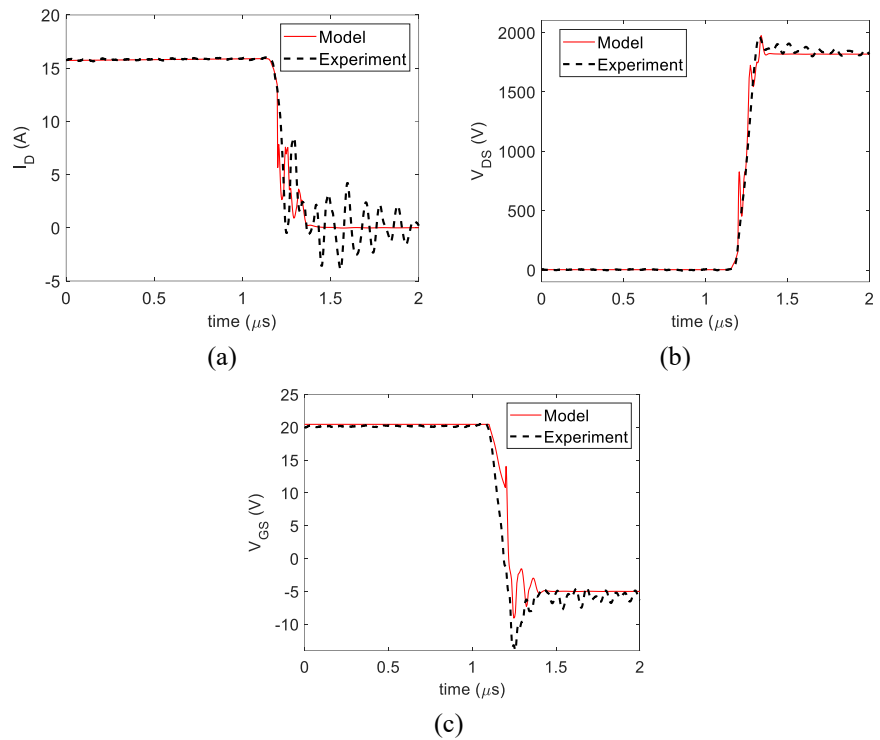 20
15
10
5
0
-5
I_D (A)
0
0.5
1
1.5
2
time (μs)
Model
Experiment
(a)
2000
1500
1000
500
0
V_DS (V)
0
0.5
1
1.5
2
time (μs)
Model
Experiment
(b)
25
20
15
10
5
0
-5
-10
V_GS (V)
0
0.5
1
1.5
2
time (μs)
Model
Experiment
(c)